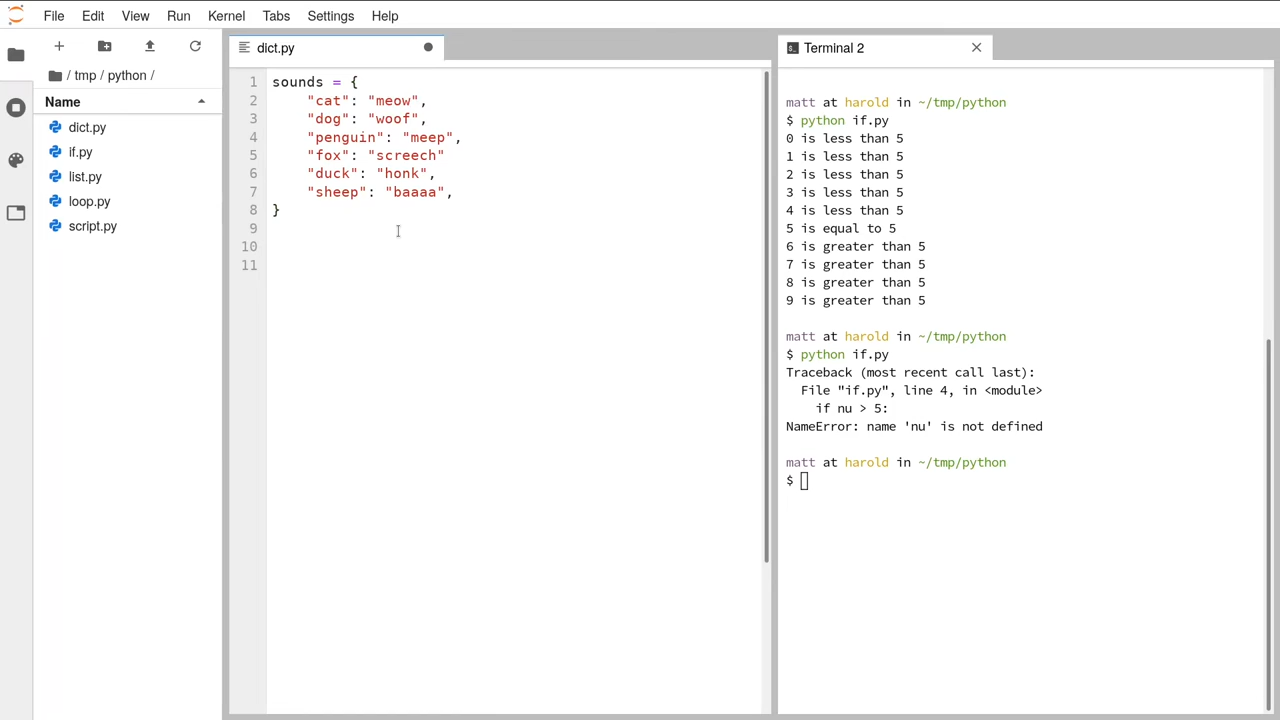 File Edit View Run Kernel Tabs Settings Help
/ tmp / python /
Name
dict.py
if.py
list.py
loop.py
script.py
dict.py
1 sounds = {
2     "cat": "meow",
3     "dog": "woof",
4     "penguin": "meep",
5     "fox": "screech"
6     "duck": "honk",
7     "sheep": "baaaa",
8 }
9
10
11
Terminal 2
matt at harold in ~/tmp/python
$ python if.py
0 is less than 5
1 is less than 5
2 is less than 5
3 is less than 5
4 is less than 5
5 is equal to 5
6 is greater than 5
7 is greater than 5
8 is greater than 5
9 is greater than 5
matt at harold in ~/tmp/python
$ python if.py
Traceback (most recent call last):
  File "if.py", line 4, in <module>
    if nu > 5:
NameError: name 'nu' is not defined
matt at harold in ~/tmp/python
$